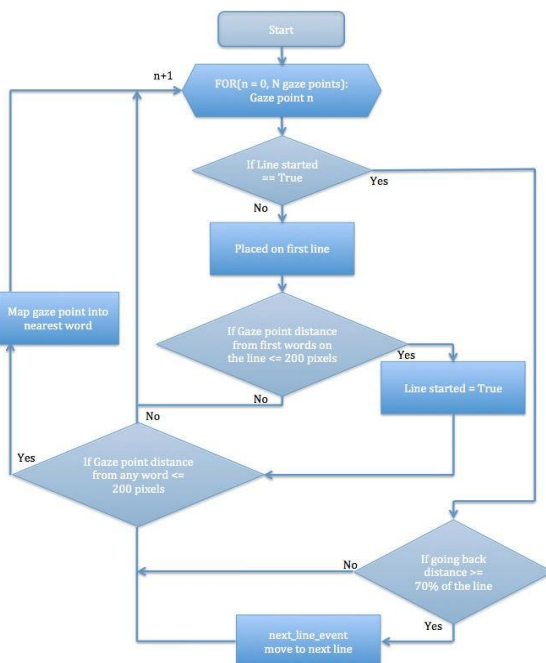 Start
n+1
FOR(n = 0, N gaze points):
Gaze point n
If Line started
== True
Yes
No
Placed on first line
Map gaze point into
nearest word
If Gaze point distance
from first words on
the line <= 200 pixels
Yes
No
Line started = True
No
If Gaze point distance
from any word <=
200 pixels
Yes
If going back
distance >=
70% of the line
No
Yes
next_line_event
move to next line